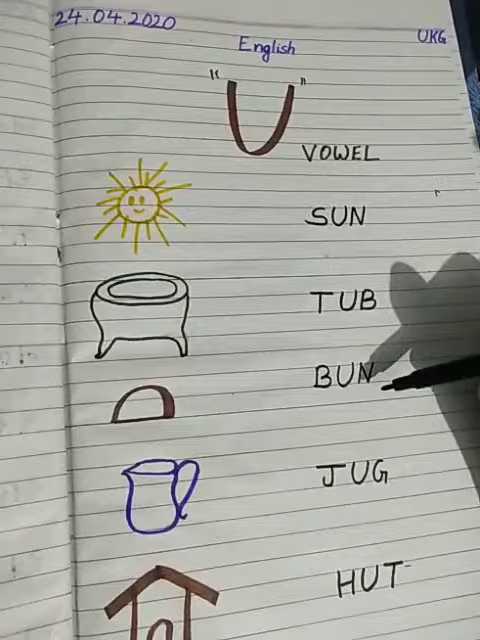 24.04.2020
English
UKG
"U"
VOWEL
SUN
TUB
BUN
JUG
HUT